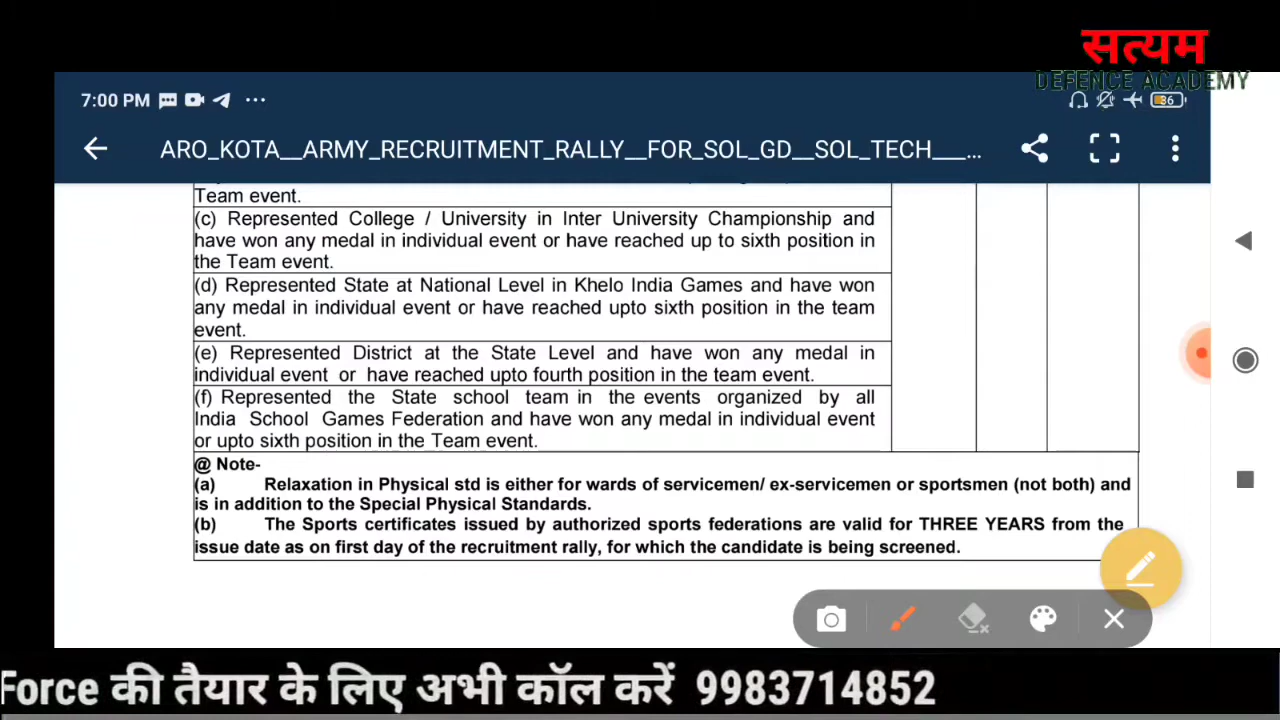 सत्यम
DEFENCE ACADEMY
7:00 PM
36
ARO_KOTA__ARMY_RECRUITMENT_RALLY__FOR_SOL_GD__SOL_TECH___...
Team event.
(c) Represented College / University in Inter University Championship and
have won any medal in individual event or have reached up to sixth position in
the Team event.
(d) Represented State at National Level in Khelo India Games and have won
any medal in individual event or have reached upto sixth position in the team
event.
(e) Represented District at the State Level and have won any medal in
individual event or have reached upto fourth position in the team event.
(f) Represented the State school team in the events organized by all
India School Games Federation and have won any medal in individual event
or upto sixth position in the Team event.
@ Note-
(a) Relaxation in Physical std is either for wards of servicemen/ ex-servicemen or sportsmen (not both) and
is in addition to the Special Physical Standards.
(b) The Sports certificates issued by authorized sports federations are valid for THREE YEARS from the
issue date as on first day of the recruitment rally, for which the candidate is being screened.
Force की तैयार के लिए अभी कॉल करें 9983714852